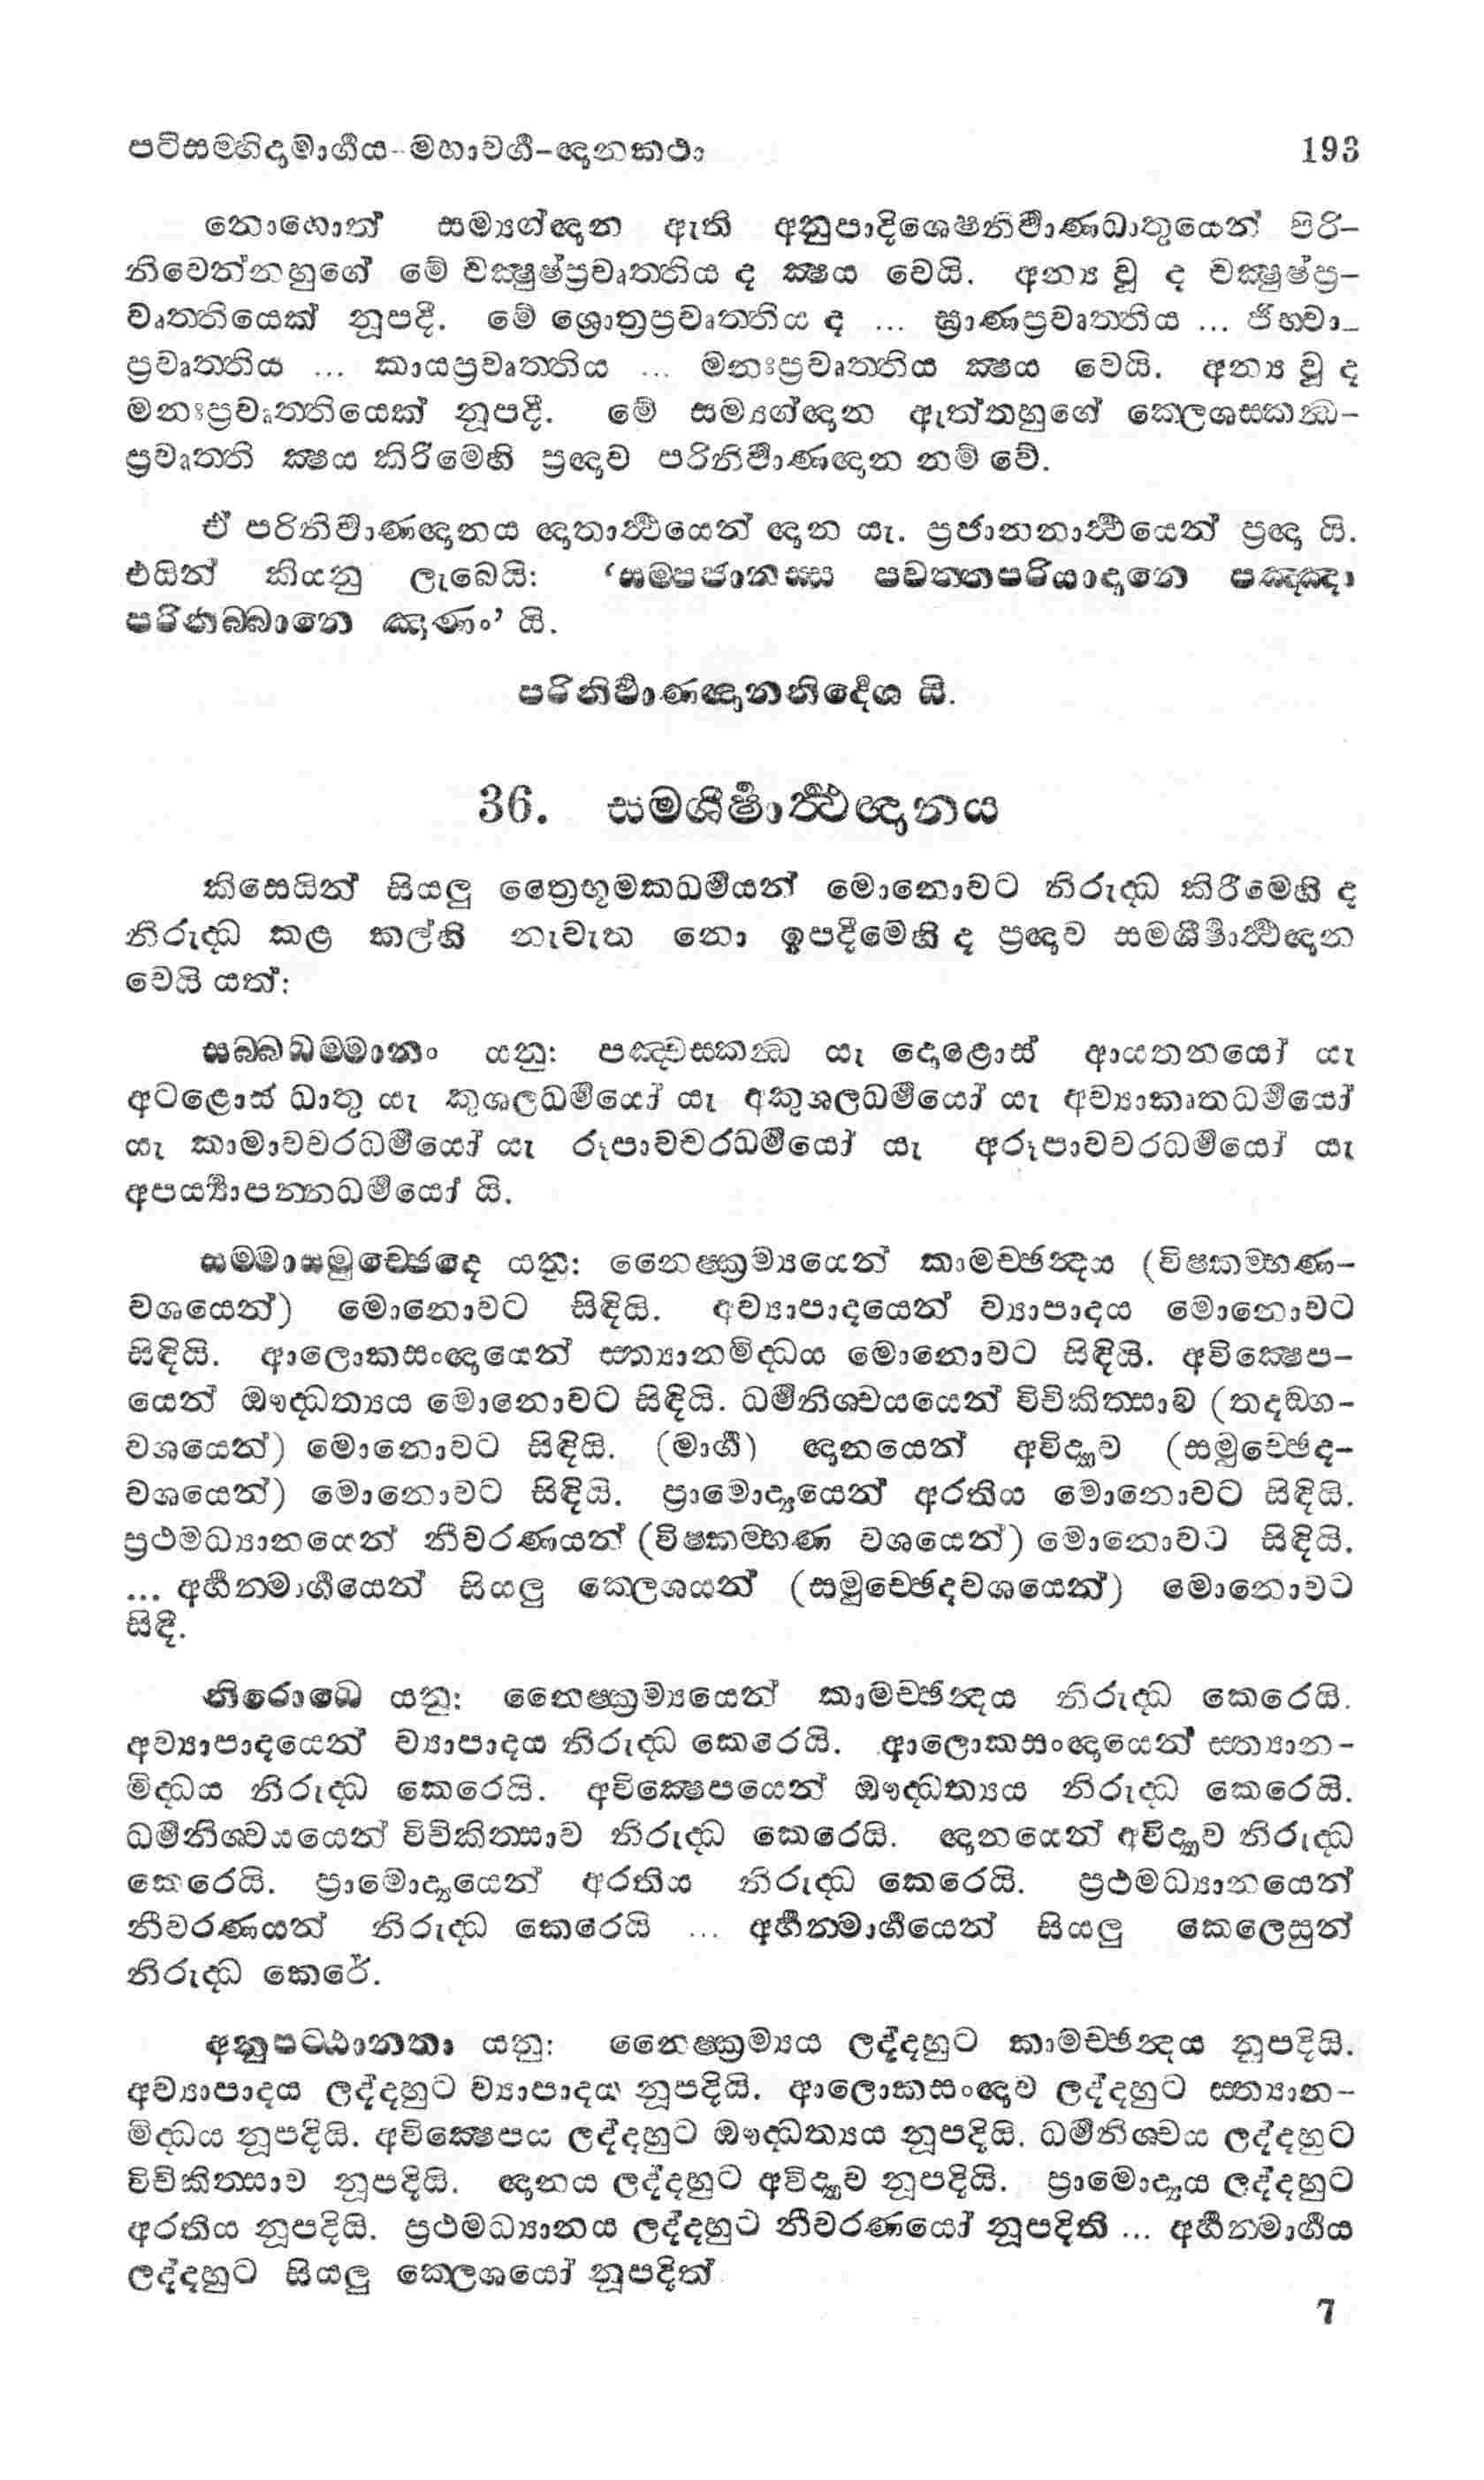 පටිසම්භිදාමාර්ගය-මහාවර්ග-ඥානකථා 193
නොහොත් සම්‍යග්ඥාන ඇති අනුපාදිශෙෂනිර්වාණධාතුයෙන් පිරි-
නිවෙන්නහුගේ මේ චක්‍ෂුෂ්ප්‍රවෘත්තිය ද ක්‍ෂය වෙයි. අන්‍ය වූ ද චක්‍ෂුෂ්ප්‍ර-
වෘත්තියෙක් නූපදී. මේ ශ්‍රොත්‍රප්‍රවෘත්තිය ද ... ඝ්‍රාණප්‍රවෘත්තිය ... ජිහ්වා-
ප්‍රවෘත්තිය ... කායප්‍රවෘත්තිය ... මනඃප්‍රවෘත්තිය ක්‍ෂය වෙයි. අන්‍ය වූ ද
මනඃප්‍රවෘත්තියෙක් නූපදී. මේ සම්‍යග්ඥාන ඇත්තහුගේ ක්ලෙශස්කන්‍ධ-
ප්‍රවෘත්ති ක්‍ෂය කිරීමෙහි ප්‍රඥාව පරිනිර්වාණඥාන නම් වේ.
ඒ පරිනිර්වාණඥානය ඥාතාර්‍ත්‍ථයෙන් ඥාන යැ. ප්‍රජානනාර්‍ත්‍ථයෙන් ප්‍රඥා යි.
එයින් කියනු ලැබෙයි: ‘සම්පජානස්ස පවත්තපරියාදානෙ පඤ්ඤා
පරිනිබ්බානෙ ඤාණං’ යි.
පරිනිර්වාණඥානනිර්දෙශ යි.
36. සමශීර්ෂාර්‍ත්‍ථඥානය
කිසෙයින් සියලු ත්‍රෛභූමකධර්මයන් මොනොවට නිරුද්ධ කිරීමෙහි ද
නිරුද්ධ කළ කල්හි නැවැත නො ඉපදීමෙහි ද ප්‍රඥාව සමශීර්ෂාර්‍ත්‍ථඥාන
වෙයි යත්:
සබ්බධම්මානං යනු: පඤ්චස්කන්‍ධ යැ දොළොස් ආයතනයෝ යැ
අටළොස් ධාතු යැ කුශලධර්මයෝ යැ අකුශලධර්මයෝ යැ අව්‍යාකෘතධර්මයෝ
යැ කාමාවචරධර්මයෝ යැ රූපාවචරධර්මයෝ යැ අරූපාවචරධර්මයෝ යැ
අපර්‍ය්‍යාපන්නධර්මයෝ යි.
සම්මාසමුච්ඡෙදෙ යනු: නෛෂ්ක්‍රම්‍යයෙන් කාමච්ඡන්‍දය (විෂ්කම්භණ-
වශයෙන්) මොනොවට සිඳියි. අව්‍යාපාදයෙන් ව්‍යාපාදය මොනොවට
සිඳියි. ආලොකසංඥායෙන් ස්ත්‍යානමිද්ධය මොනොවට සිඳියි. අවික්‍ෂෙප-
යෙන් ඖද්ධත්‍යය මොනොවට සිඳියි. ධර්මනිශ්චයයෙන් විචිකිත්සාව (තදඞ්ග-
වශයෙන්) මොනොවට සිඳියි. (මාර්ග) ඥානයෙන් අවිද්‍යාව (සමුච්ඡෙද-
වශයෙන්) මොනොවට සිඳියි. ප්‍රාමොද්‍යයෙන් අරතිය මොනොවට සිඳියි.
ප්‍රථමධ්‍යානයෙන් නීවරණයන් (විෂ්කම්භණ වශයෙන්) මොනොවට සිඳියි.
... අර්හත්මාර්ගයෙන් සියලු ක්ලෙශයන් (සමුච්ඡෙදවශයෙන්) මොනොවට
සිඳී.
නිරොධෙ යනු: නෛෂ්ක්‍රම්‍යයෙන් කාමච්ඡන්‍දය නිරුද්ධ කෙරෙයි.
අව්‍යාපාදයෙන් ව්‍යාපාදය නිරුද්ධ කෙරෙයි. ආලොකසංඥායෙන් ස්ත්‍යාන-
මිද්ධය නිරුද්ධ කෙරෙයි. අවික්‍ෂෙපයෙන් ඖද්ධත්‍යය නිරුද්ධ කෙරෙයි.
ධර්මනිශ්චයයෙන් විචිකිත්සාව නිරුද්ධ කෙරෙයි. ඥානයෙන් අවිද්‍යාව නිරුද්ධ
කෙරෙයි. ප්‍රාමොද්‍යයෙන් අරතිය නිරුද්ධ කෙරෙයි. ප්‍රථමධ්‍යානයෙන්
නීවරණයන් නිරුද්ධ කෙරෙයි ... අර්හත්මාර්ගයෙන් සියලු කෙලෙසුන්
නිරුද්ධ කෙරේ.
අනුපට්ඨානතා යනු: නෛෂ්ක්‍රම්‍යය ලද්දහුට කාමච්ඡන්‍දය නූපදියි.
අව්‍යාපාදය ලද්දහුට ව්‍යාපාදය නූපදියි. ආලොකසංඥාව ලද්දහුට ස්ත්‍යාන-
මිද්ධය නූපදියි. අවික්‍ෂෙපය ලද්දහුට ඖද්ධත්‍යය නූපදියි. ධර්මනිශ්චය ලද්දහුට
විචිකිත්සාව නූපදියි. ඥානය ලද්දහුට අවිද්‍යාව නූපදියි. ප්‍රාමොද්‍යය ලද්දහුට
අරතිය නූපදියි. ප්‍රථමධ්‍යානය ලද්දහුට නීවරණයෝ නූපදිති ... අර්හත්මාර්ගය
ලද්දහුට සියලු ක්ලෙශයෝ නූපදිත්
7